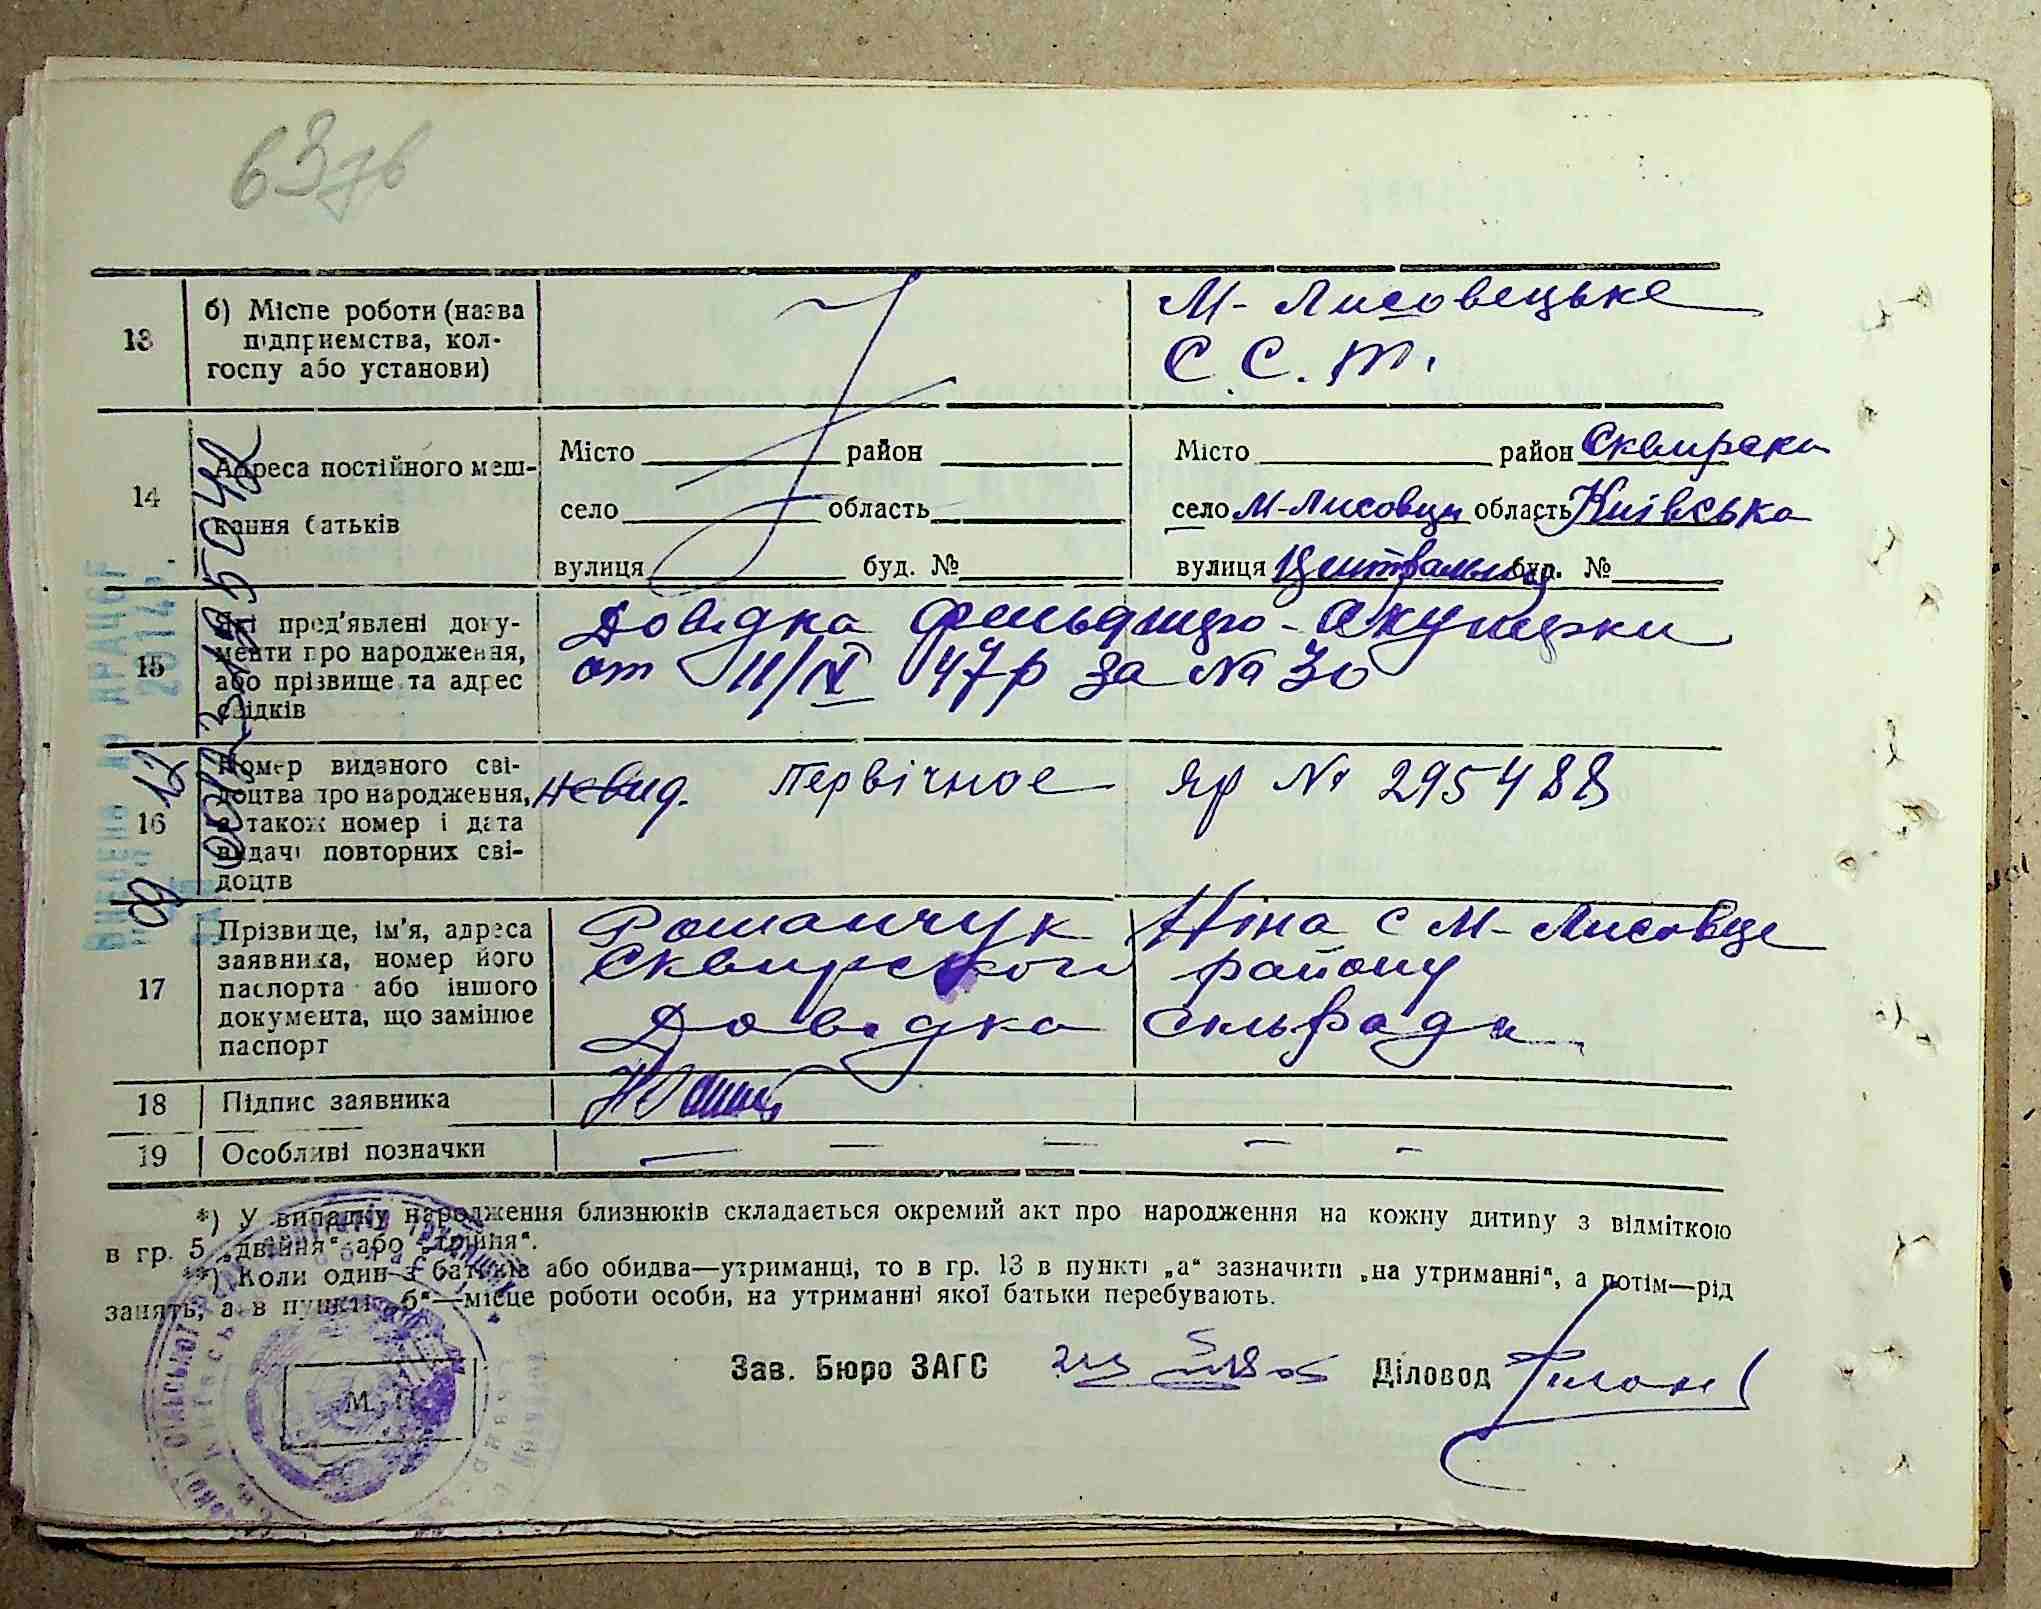 637в
13
б) Місце роботи (назва
підприємства, кол-
госпу або установи)
М-Лисовецьке
С. С. Т.
14
Адреса постійного меш-
кання батьків
Місто район
село область
вулиця буд. №
Місто район Сквирски
село М-Лисовци область Київська
вулиця Центральна буд. №
15
Які пред'явлені доку-
менти про народження,
або прізвище та адрес
свідків
Довідка фельдшеро-акушерки
от 11/IV 47р за № 30
16
Номер виданого сві-
доцтва про народження,
а також номер і дата
видачі повторних сві-
доцтв
невид. Первічное Яр № 295488
17
Прізвище, ім'я, адреса
заявника, номер його
паспорта або іншого
документа, що замінює
паспорт
Романчук Ніна с М-Лисовце
Сквирского району
Довідка сільради
18
Підпис заявника
19
Особливі позначки
— — — — -
*) У випадку народження близнюків складається окремий акт про народження на кожну дитину з відміткою
в гр. 5 „двійня“ або „трійня“.
**) Коли один з батьків або обидва—утриманці, то в гр. 13 в пункті „а“ зазначити „на утриманні“, а потім—рід
занять, а в пункті „б“—місце роботи особи, на утриманні якої батьки перебувають.
М. П.
Зав. Бюро ЗАГС
Діловод